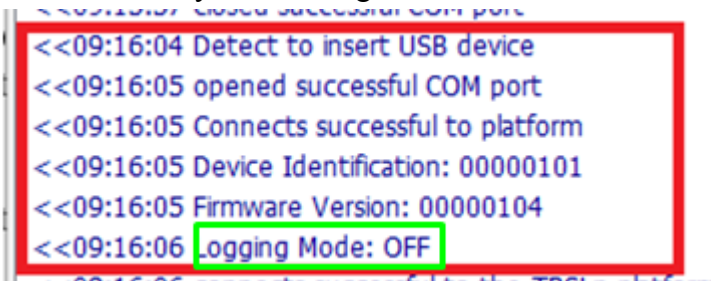 <<09:16:04 Detect to insert USB device
<<09:16:05 opened successful COM port
<<09:16:05 Connects successful to platform
<<09:16:05 Device Identification: 00000101
<<09:16:05 Firmware Version: 00000104
<<09:16:06 Logging Mode: OFF